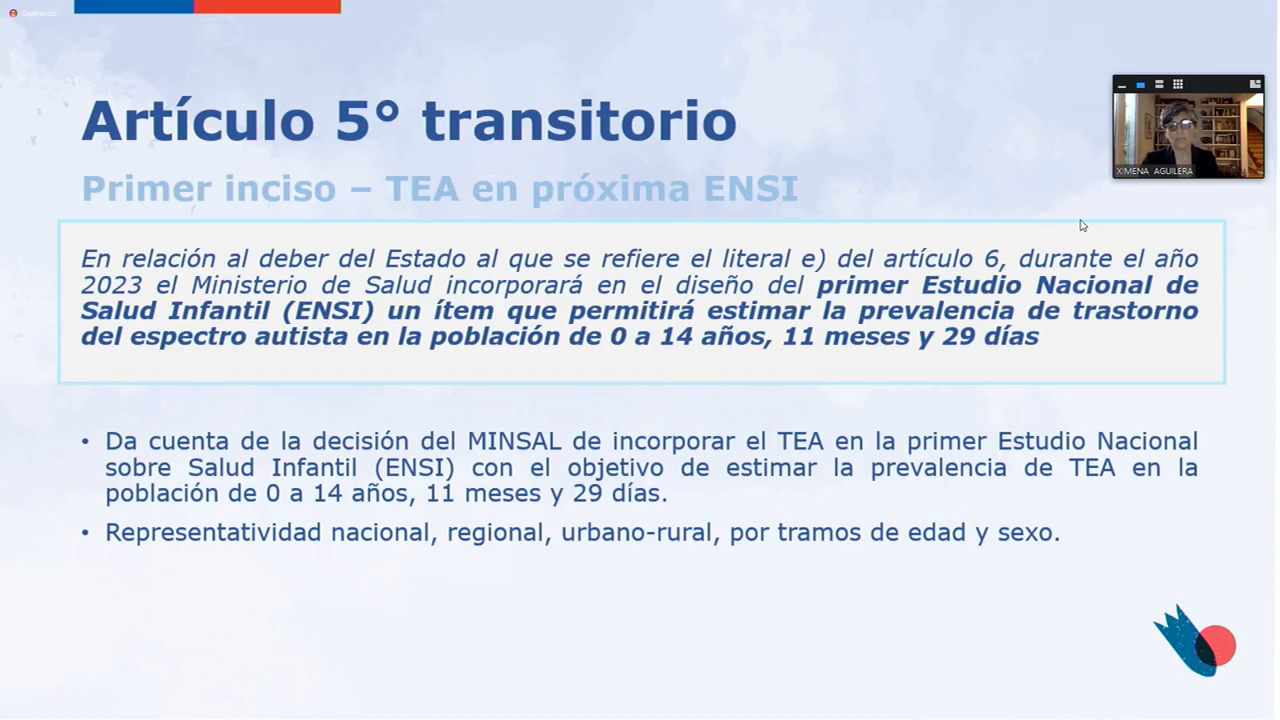 Grabando
Artículo 5° transitorio
XIMENA AGUILERA
Primer inciso – TEA en próxima ENSI
En relación al deber del Estado al que se refiere el literal e) del artículo 6, durante el año
2023 el Ministerio de Salud incorporará en el diseño del primer Estudio Nacional de
Salud Infantil (ENSI) un ítem que permitirá estimar la prevalencia de trastorno
del espectro autista en la población de 0 a 14 años, 11 meses y 29 días
• Da cuenta de la decisión del MINSAL de incorporar el TEA en la primer Estudio Nacional
sobre Salud Infantil (ENSI) con el objetivo de estimar la prevalencia de TEA en la
población de 0 a 14 años, 11 meses y 29 días.
• Representatividad nacional, regional, urbano-rural, por tramos de edad y sexo.